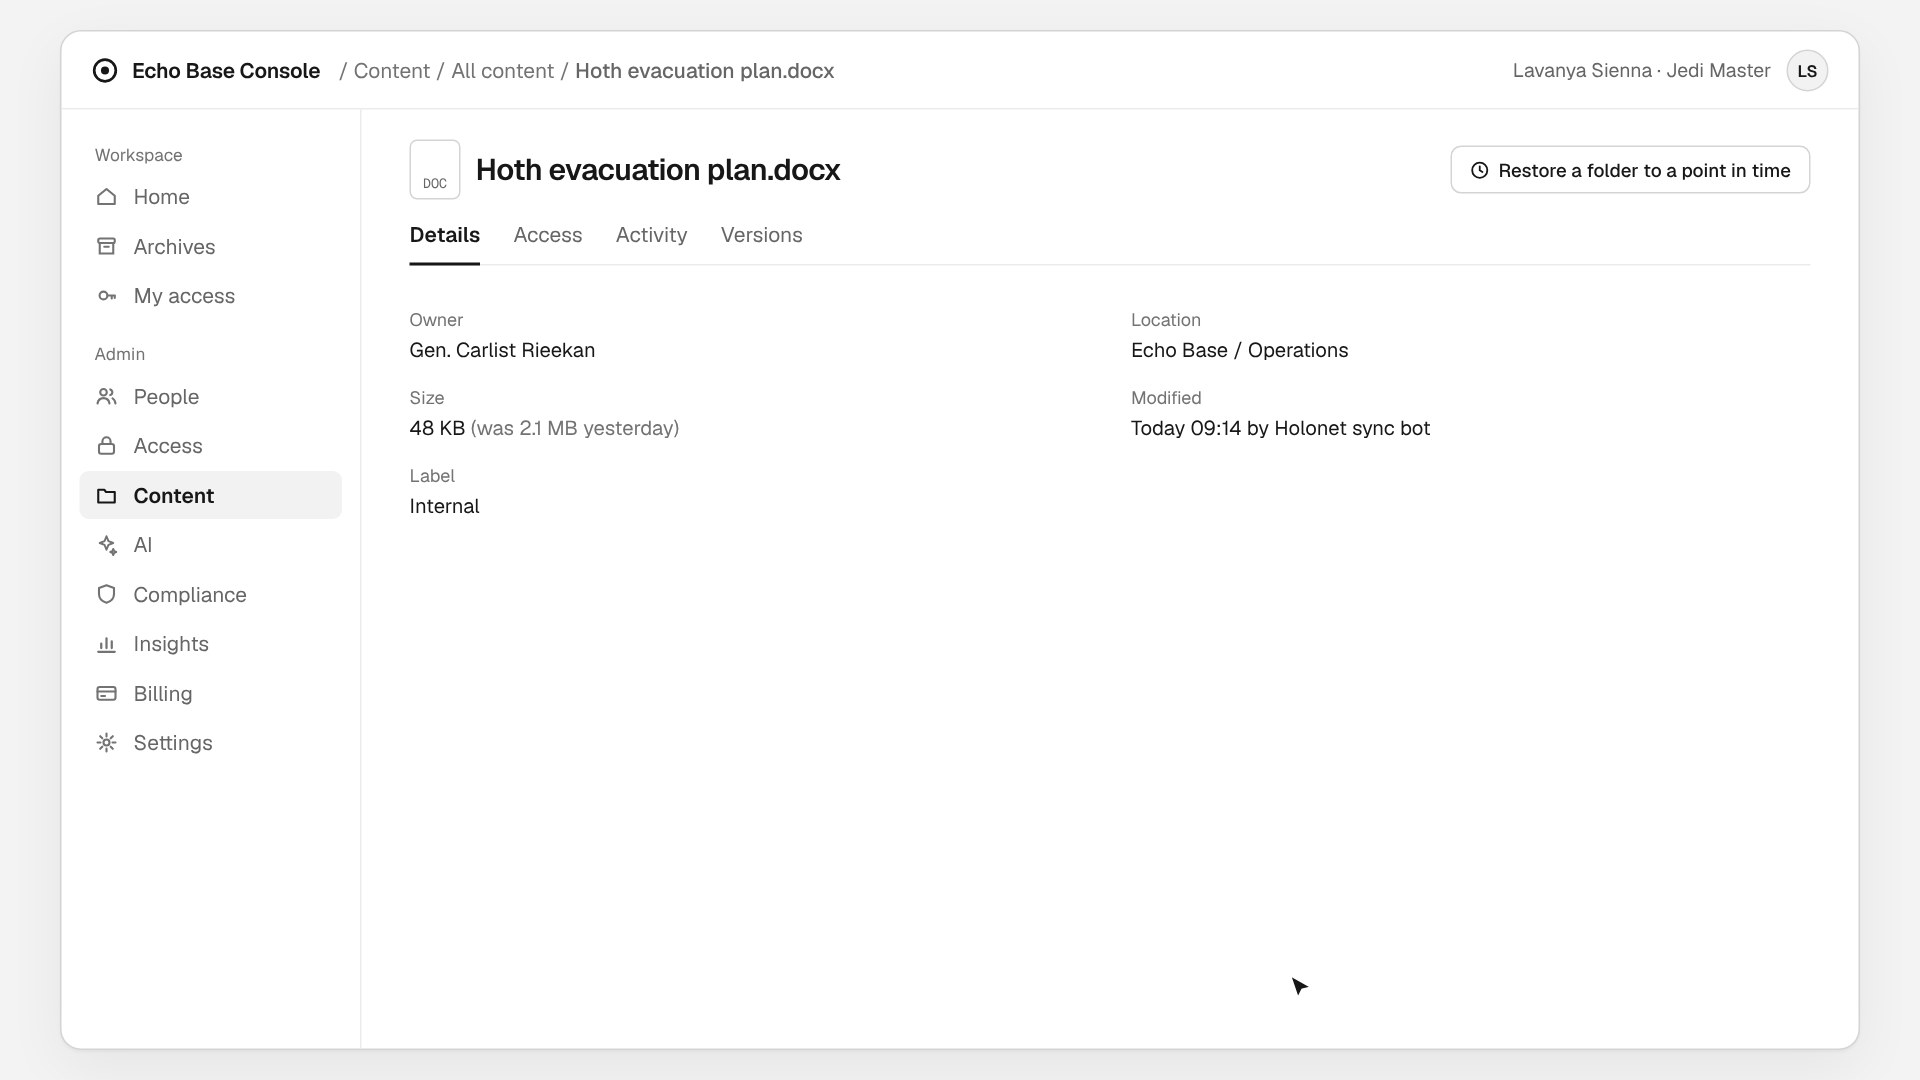 Echo Base Console / Content / All content / Hoth evacuation plan.docx
Lavanya Sienna · Jedi Master LS
Workspace
Home
Archives
My access
Admin
People
Access
Content
AI
Compliance
Insights
Billing
Settings
DOC
Hoth evacuation plan.docx
Restore a folder to a point in time
Details Access Activity Versions
Owner
Gen. Carlist Rieekan
Location
Echo Base / Operations
Size
48 KB (was 2.1 MB yesterday)
Modified
Today 09:14 by Holonet sync bot
Label
Internal